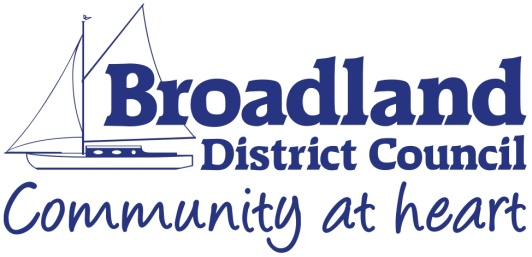 Broadland
District Council
Community at heart